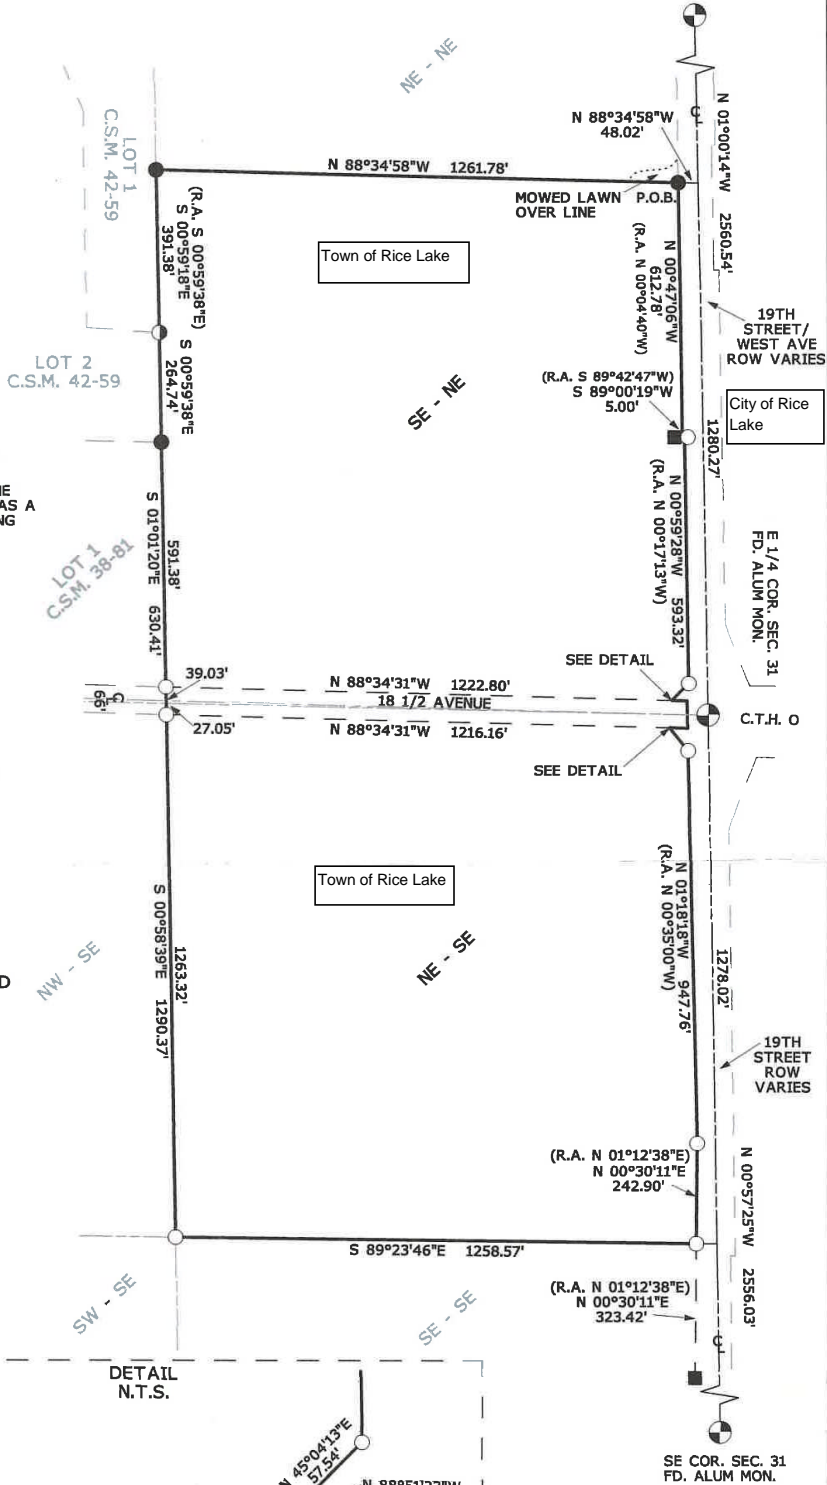 NE - NE
N 88°34'58"W
48.02'
℄
N 01°00'14"W 2560.54'
LOT 1
C.S.M. 42-59
N 88°34'58"W 1261.78'
MOWED LAWN
OVER LINE
P.O.B.
(R.A. S 00°59'38"E)
S 00°59'18"E
391.38'
Town of Rice Lake
N 00°47'06"W
612.78'
(R.A. N 00°04'40"W)
19TH
STREET/
WEST AVE
ROW VARIES
S 00°59'38"E
264.74'
LOT 2
C.S.M. 42-59
SE - NE
(R.A. S 89°42'47"W)
S 89°00'19"W
5.00'
City of Rice
Lake
1280.27'
AS A
NG
S 01°01'20"E 630.41'
591.38'
LOT 1
C.S.M. 38-81
N 00°59'28"W 593.32'
(R.A. N 00°17'13"W)
E 1/4 COR. SEC. 31
FD. ALUM MON.
SEE DETAIL
39.03'
N 88°34'31"W 1222.80'
℄
66'
18 1/2 AVENUE
C.T.H. O
27.05'
N 88°34'31"W 1216.16'
SEE DETAIL
Town of Rice Lake
N 01°18'18"W 947.76'
(R.A. N 00°35'00"W)
S 00°58'39"E 1290.37'
1263.32'
NW - SE
NE - SE
D
1278.02'
19TH
STREET
ROW
VARIES
(R.A. N 01°12'38"E)
N 00°30'11"E
242.90'
N 00°57'25"W 2556.03'
S 89°23'46"E 1258.57'
SW - SE
SE - SE
(R.A. N 01°12'38"E)
N 00°30'11"E
323.42'
℄
DETAIL
N.T.S.
N 45°04'13"E
57.54'
SE COR. SEC. 31
FD. ALUM MON.